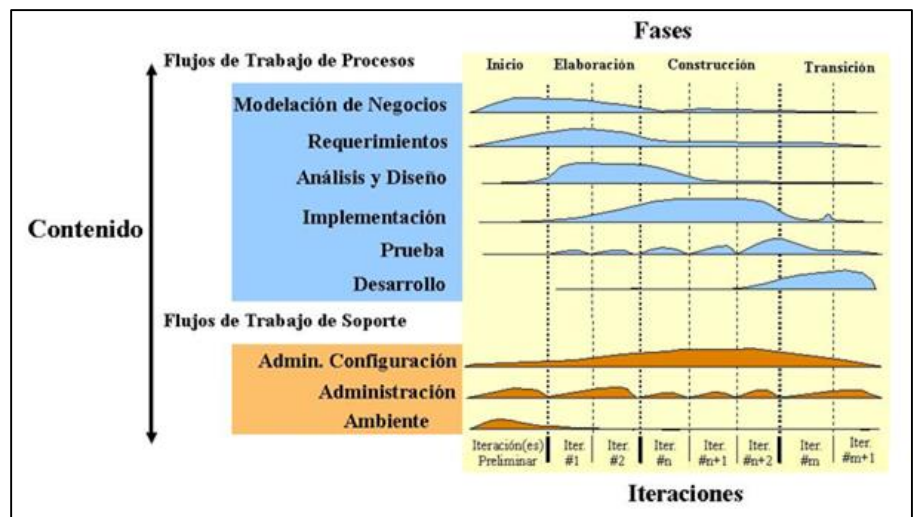 Fases
Flujos de Trabajo de Procesos
Inicio Elaboración Construcción Transición
Modelación de Negocios
Requerimientos
Análisis y Diseño
Implementación
Contenido
Prueba
Desarrollo
Flujos de Trabajo de Soporte
Admin. Configuración
Administración
Ambiente
Iteración(es) Preliminar
Iter. #1
Iter. #2
Iter. #n
Iter. #n+1
Iter. #n+2
Iter. #m
Iter. #m+1
Iteraciones